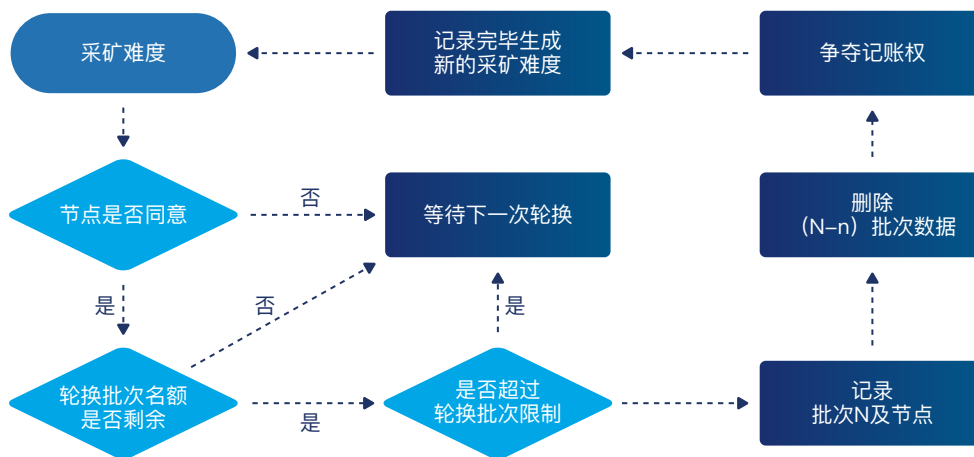 采矿难度
记录完毕生成
新的采矿难度
争夺记账权
节点是否同意
否
等待下一次轮换
删除
（N-n）批次数据
是
否
是
轮换批次名额
是否剩余
是
是否超过
轮换批次限制
记录
批次N及节点